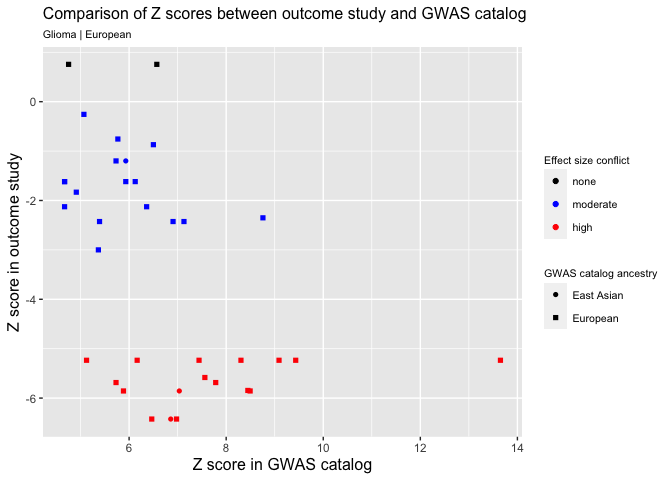 Comparison of Z scores between outcome study and GWAS catalog
Glioma | European
Z score in outcome study
0
-2
-4
-6
6
8
10
12
14
Z score in GWAS catalog
Effect size conflict
none
moderate
high
GWAS catalog ancestry
East Asian
European